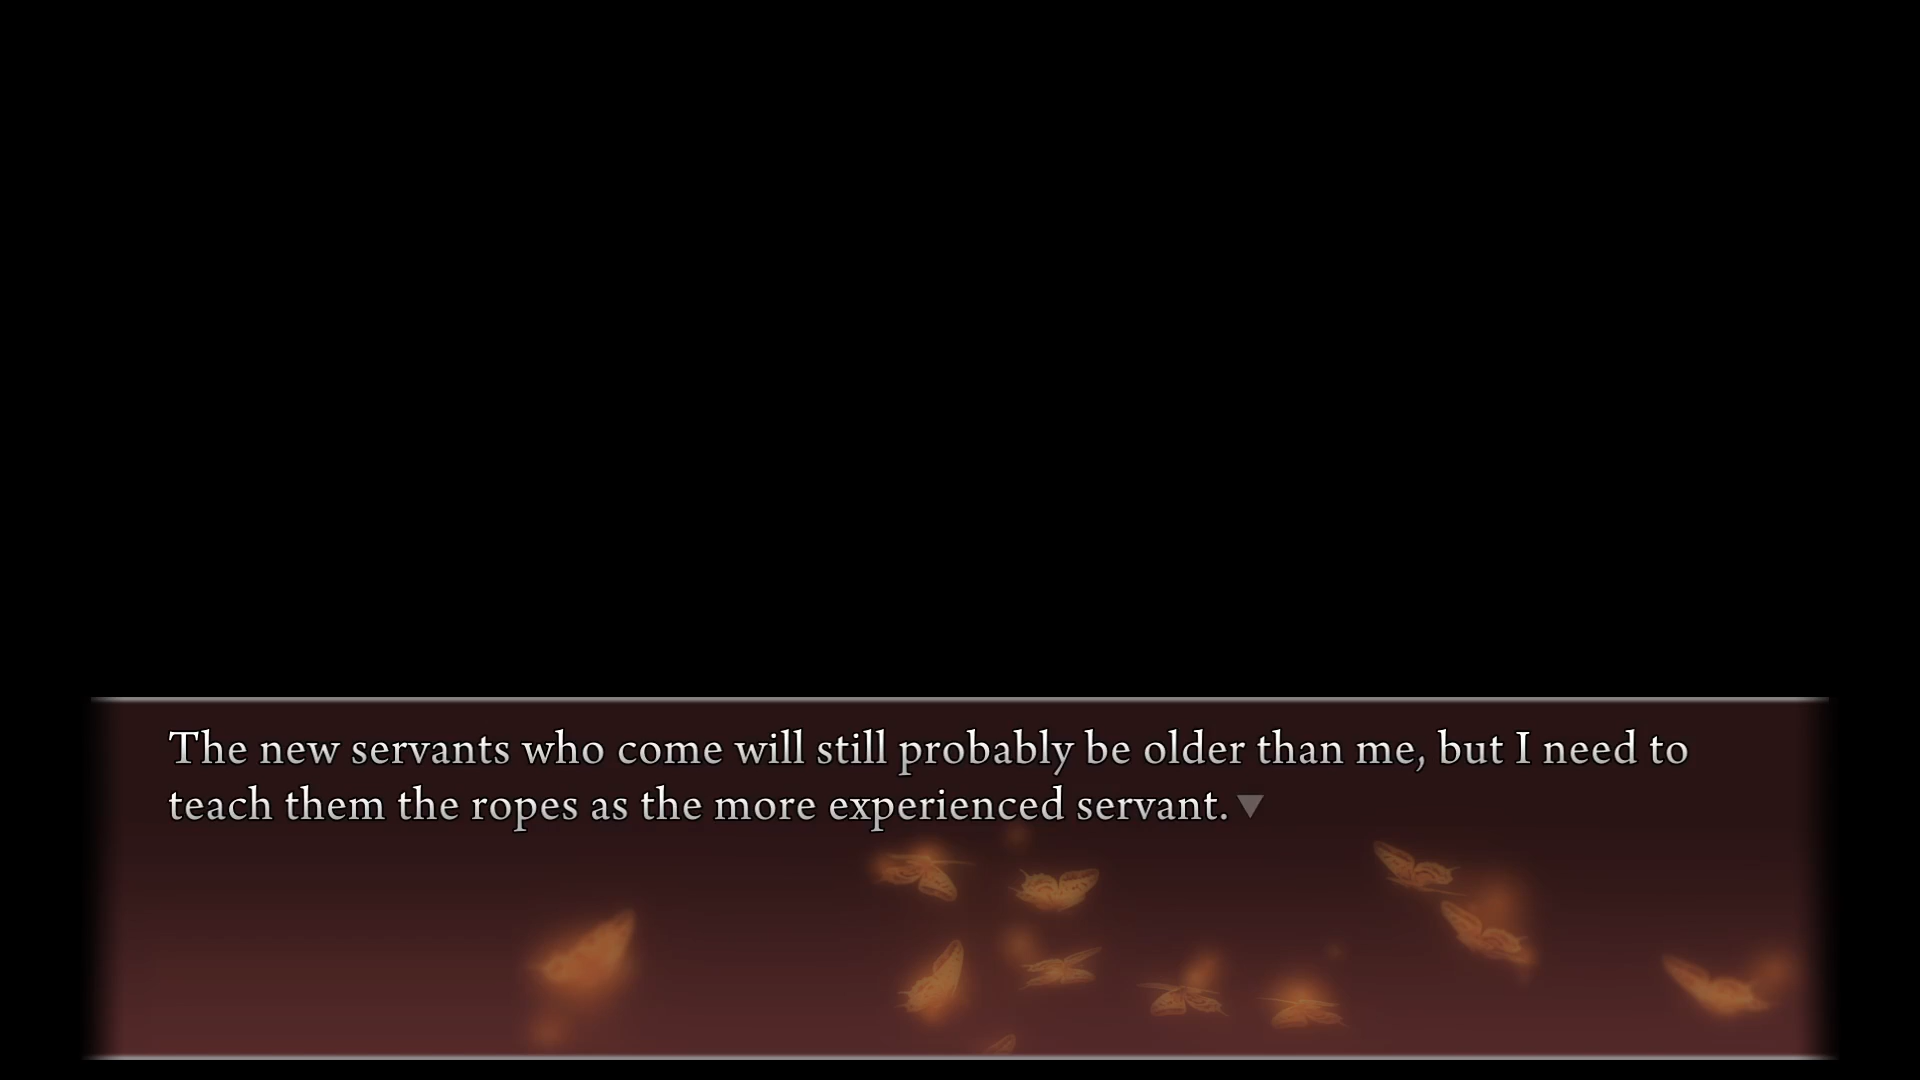 The new servants who come will still probably be older than me, but I need to
teach them the ropes as the more experienced servant.